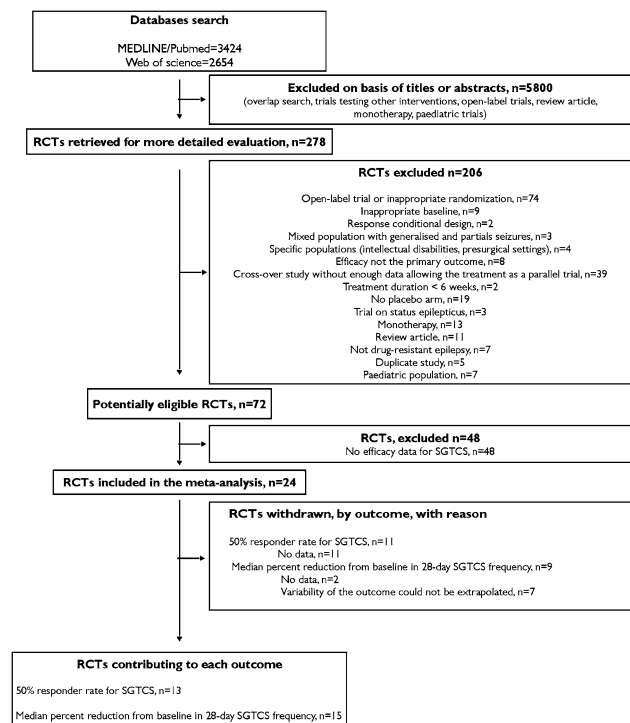 Databases search
MEDLINE/Pubmed=3424
Web of science=2654
Excluded on basis of titles or abstracts, n=5800
(overlap search, trials testing other interventions, open-label trials, review article,
monotherapy, paediatric trials)
RCTs retrieved for more detailed evaluation, n=278
RCTs excluded n=206
Open-label trial or inappropriate randomization, n=74
Inappropriate baseline, n=9
Response conditional design, n=2
Mixed population with generalised and partials seizures, n=3
Specific populations (intellectual disabilities, presurgical settings), n=4
Efficacy not the primary outcome, n=8
Cross-over study without enough data allowing the treatment as a parallel trial, n=39
Treatment duration < 6 weeks, n=2
No placebo arm, n=19
Trial on status epilepticus, n=3
Monotherapy, n=13
Review article, n=11
Not drug-resistant epilepsy, n=7
Duplicate study, n=5
Paediatric population, n=7
Potentially eligible RCTs, n=72
RCTs, excluded n=48
No efficacy data for SGTCS, n=48
RCTs included in the meta-analysis, n=24
RCTs withdrawn, by outcome, with reason
50% responder rate for SGTCS, n=11
No data, n=11
Median percent reduction from baseline in 28-day SGTCS frequency, n=9
No data, n=2
Variability of the outcome could not be extrapolated, n=7
RCTs contributing to each outcome
50% responder rate for SGTCS, n=13
Median percent reduction from baseline in 28-day SGTCS frequency, n=15